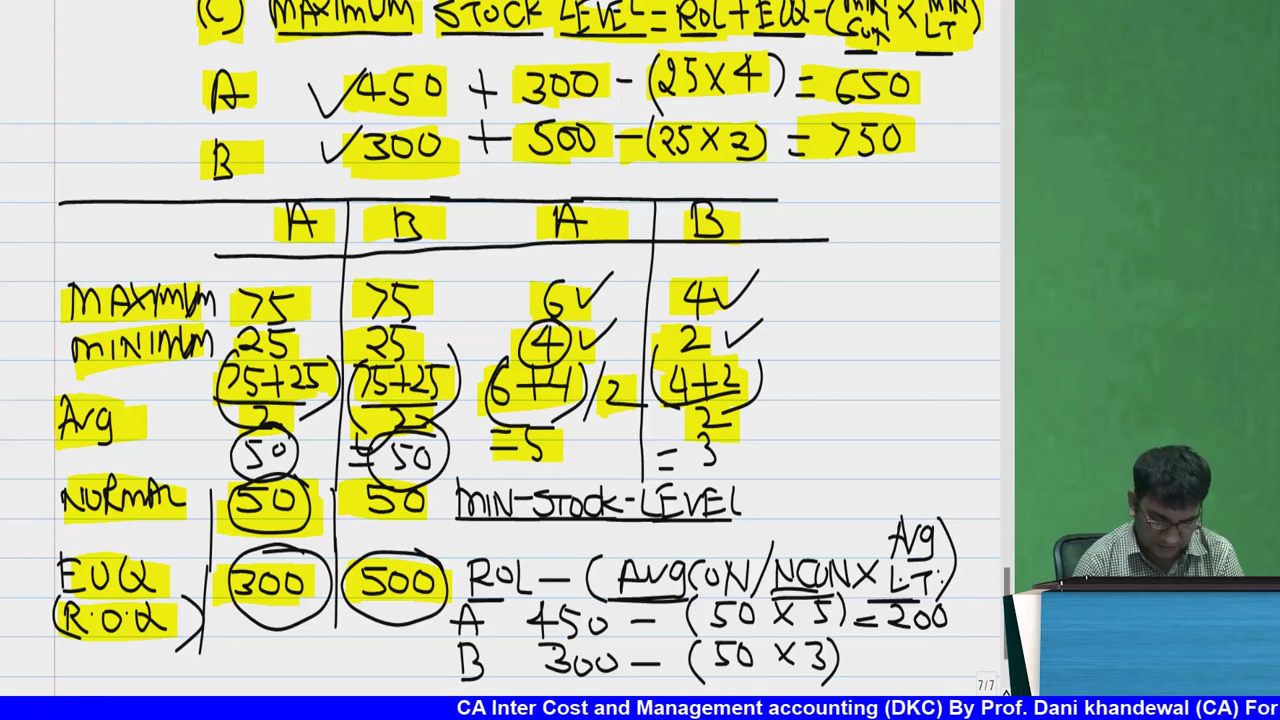 (C) MAXIMUM STOCK LEVEL = ROL + EOQ - (MIN CON X MIN LT)
A ✓450 + 300 - (25 X 4) = 650
B ✓300 + 500 - (25 X 2) = 750
A B A B
MAXIMUM 75 75 6✓ 4✓
MINIMUM 25 25 4✓ 2✓
Avg (75+25)/2 (75+25)/2 (6+4)/2 (4+2)/2
50 = 50 = 5 = 3
NORMAL 50 50 MIN-STOCK-LEVEL
EOQ 300 500 ROL - (AvgCON/NCON X Avg L.T.)
(R.O.Q) A 450 - (50 X 5) = 200
B 300 - (50 X 3)
7/7
CA Inter Cost and Management accounting (DKC) By Prof. Dani khandewal (CA) For